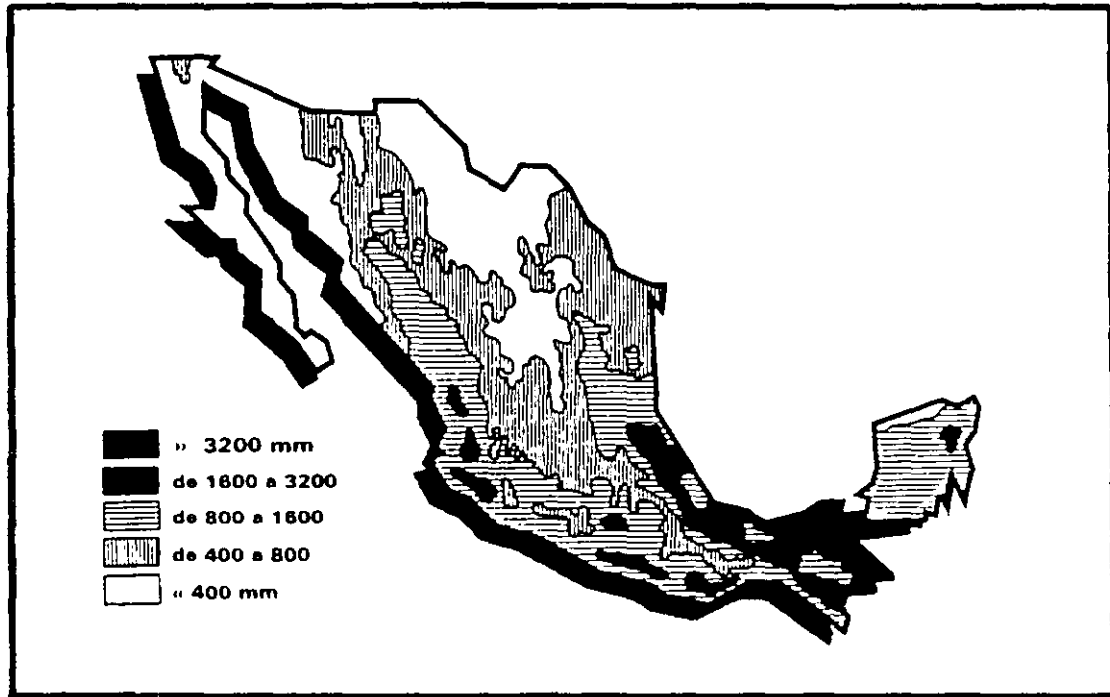 ›› 3200 mm
de 1600 a 3200
de 800 a 1600
de 400 a 800
‹‹ 400 mm